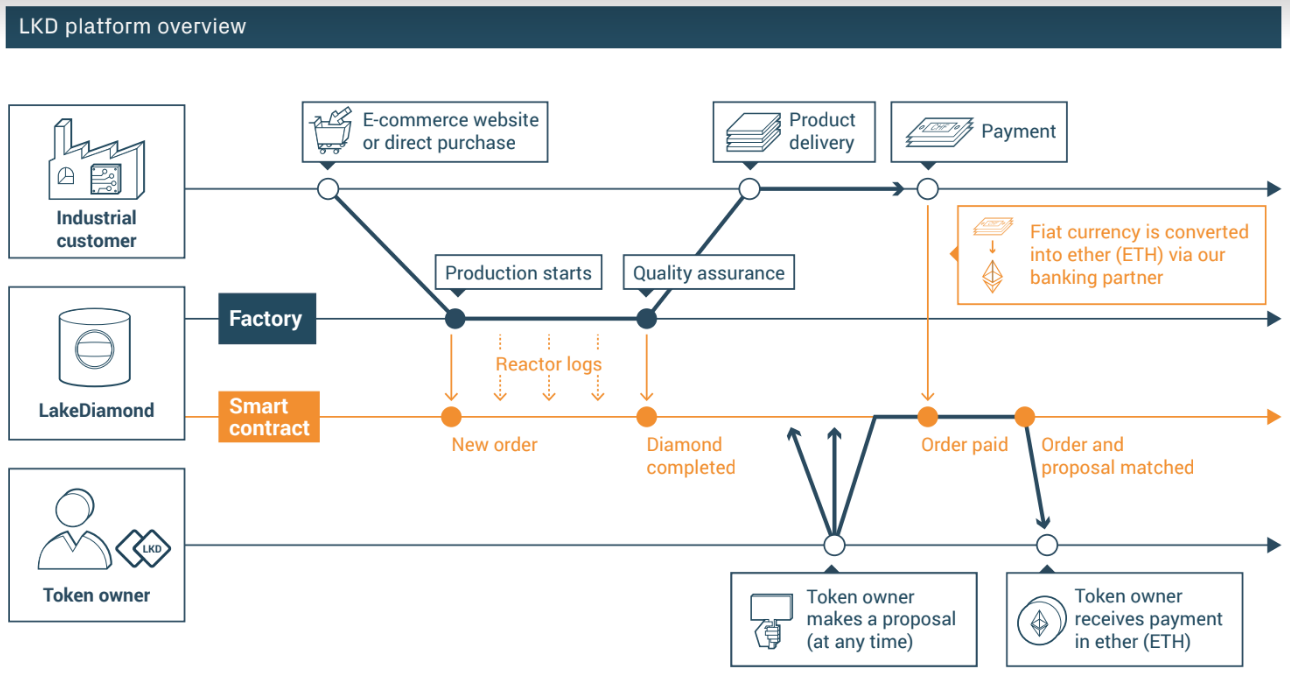 LKD platform overview
E-commerce website
or direct purchase
Product
delivery
Payment
Industrial
customer
Fiat currency is converted
into ether (ETH) via our
banking partner
Production starts
Quality assurance
Factory
Reactor logs
LakeDiamond
Smart
contract
New order
Diamond
completed
Order paid
Order and
proposal matched
LKD
Token owner
Token owner
makes a proposal
(at any time)
Token owner
receives payment
in ether (ETH)